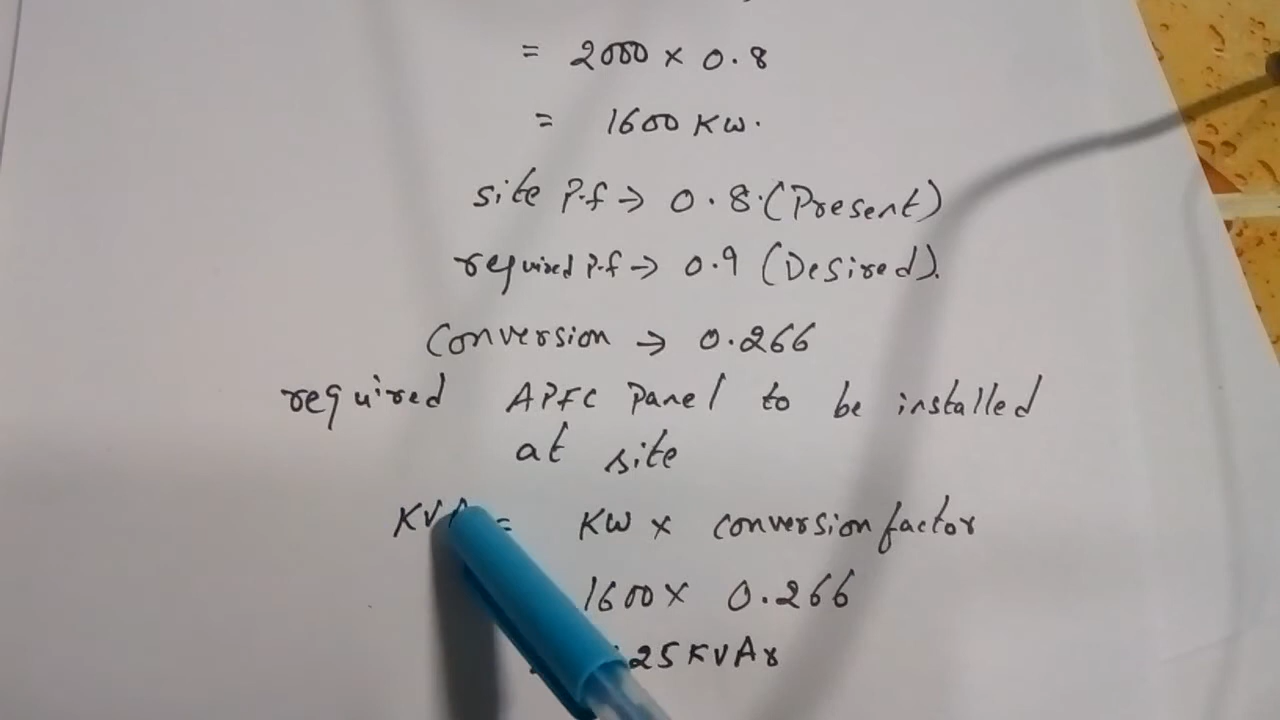 = 2000 × 0.8
= 1600 KW.
site P.f → 0.8.(Present)
required P.f → 0.9 (Desired).
Conversion → 0.266
required APFC Panel to be installed
at site
= KW × conversion factor
1600 × 0.266
25 KVAr